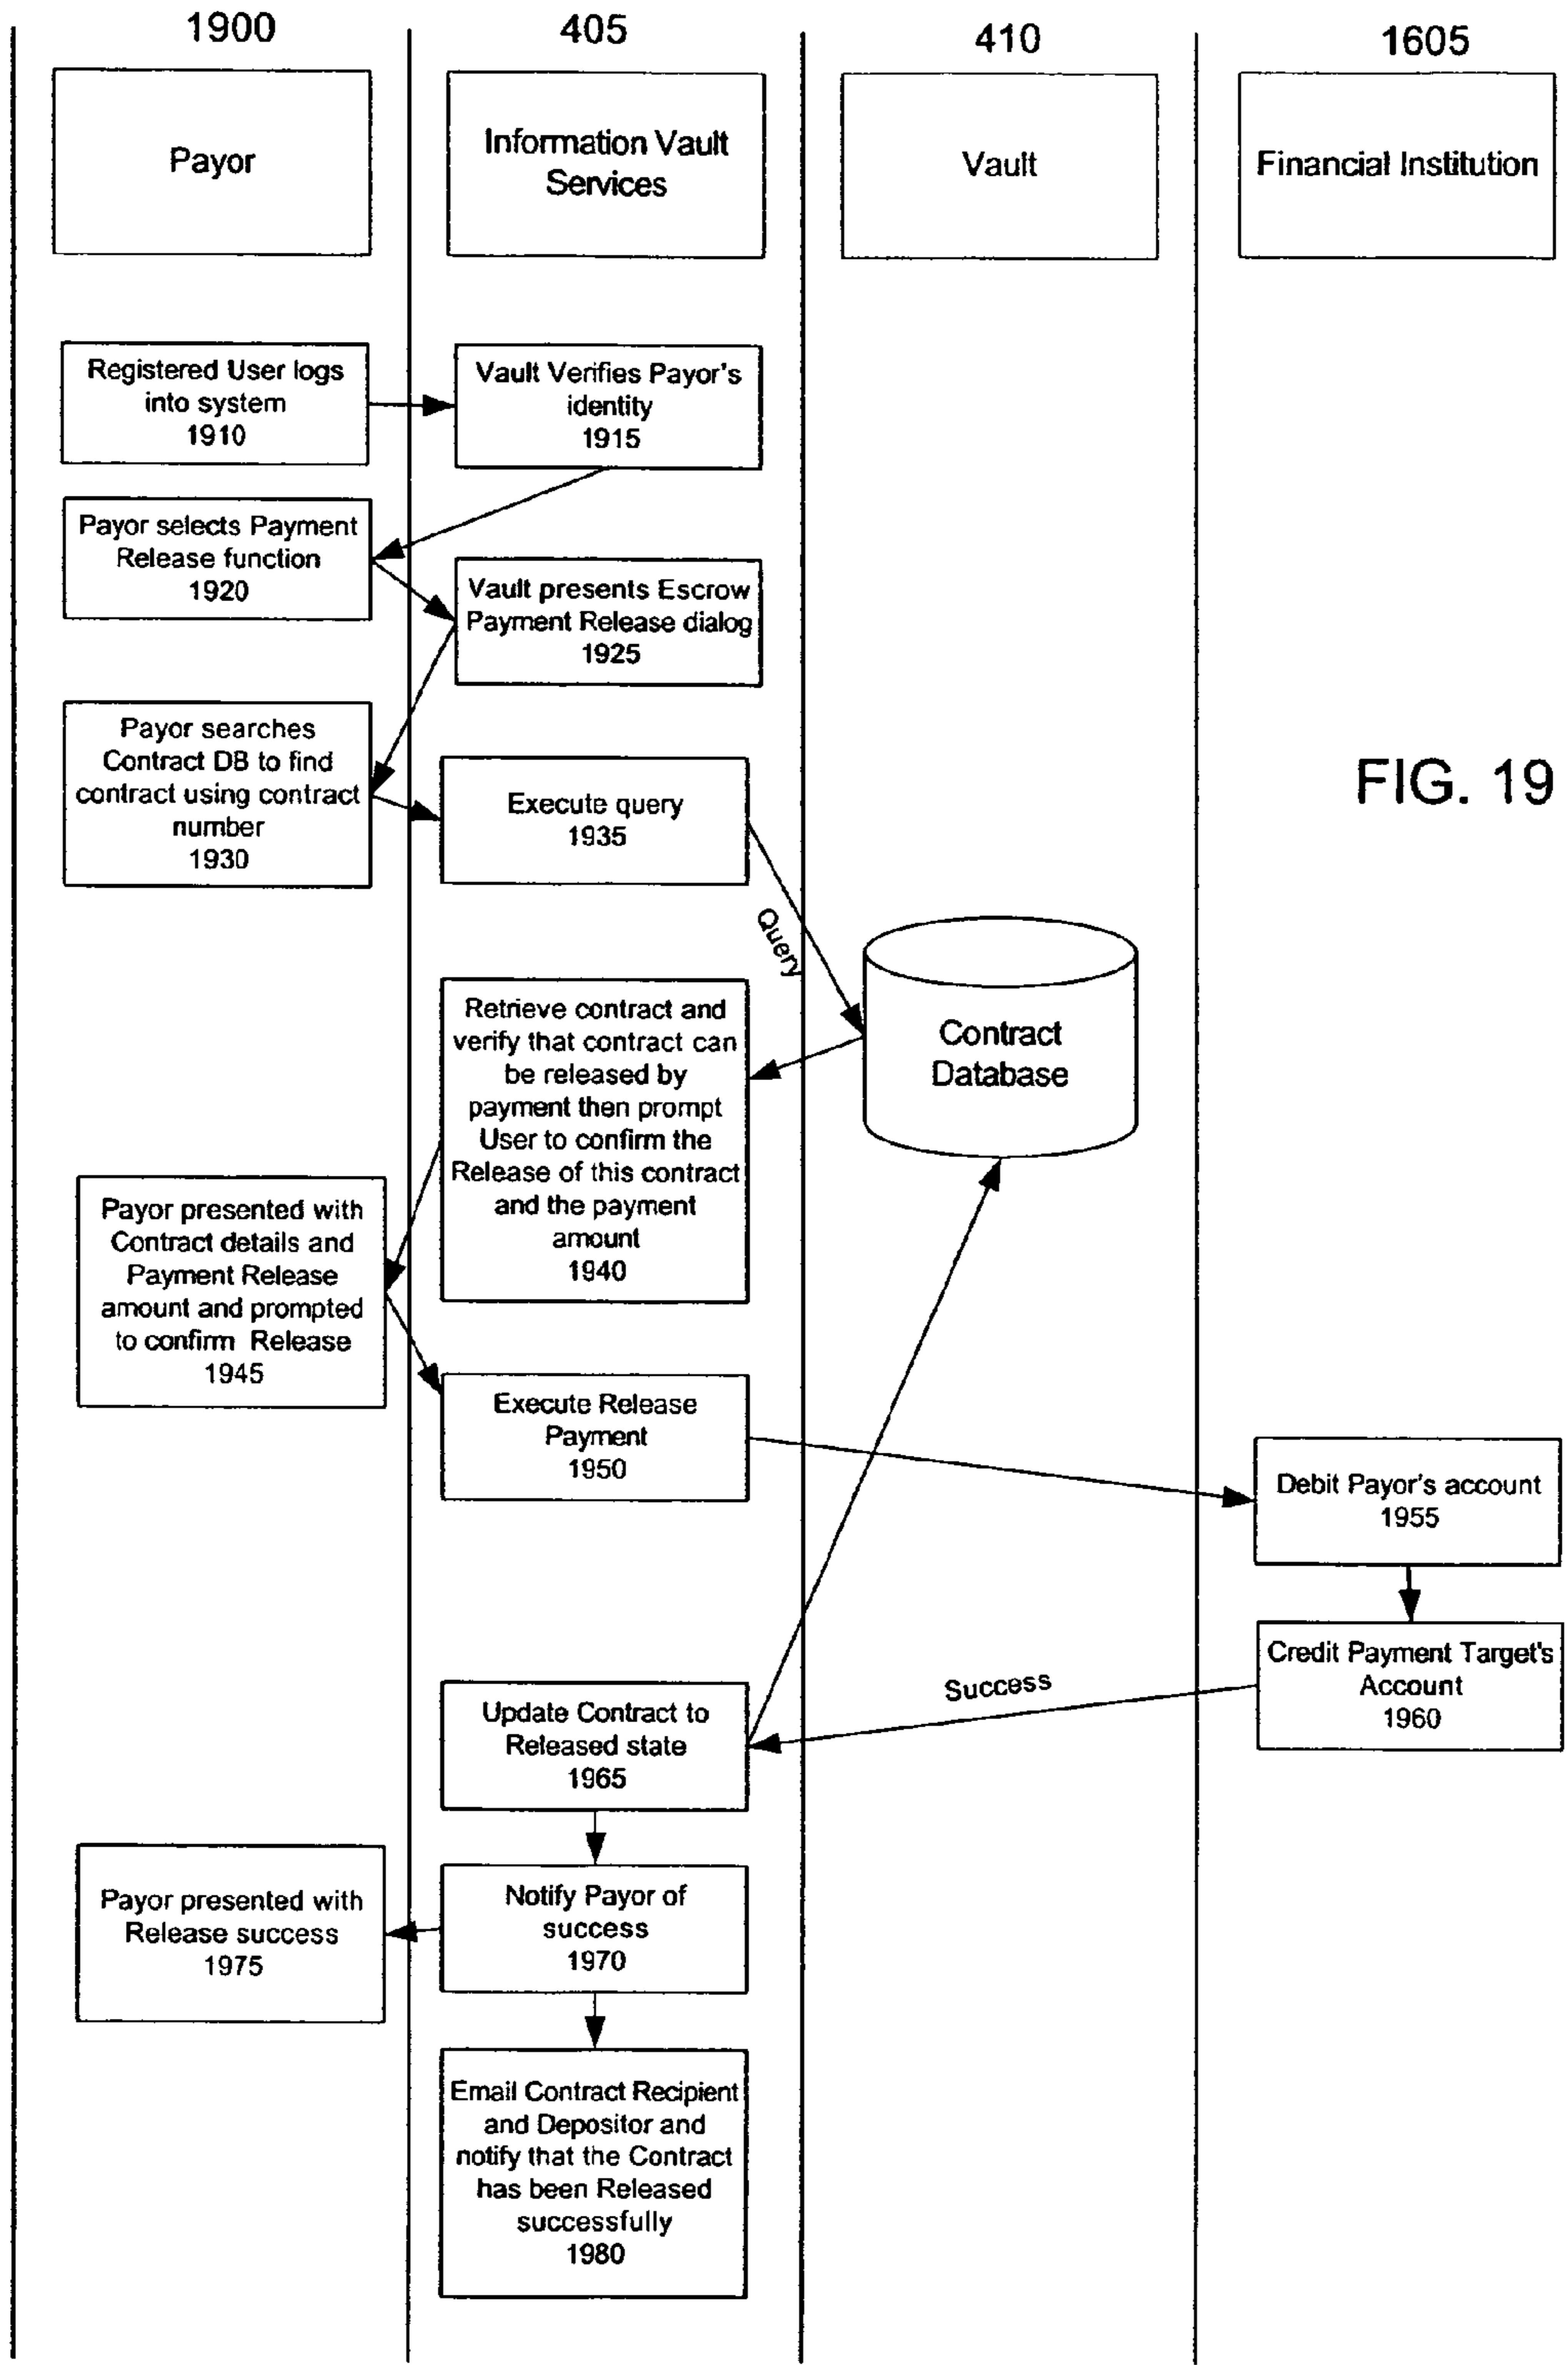 1900
405
410
1605
Payor
Information Vault
Services
Vault
Financial Institution
Registered User logs
into system
1910
Vault Verifies Payor's
identity
1915
Payor selects Payment
Release function
1920
Vault presents Escrow
Payment Release dialog
1925
Payor searches
Contract DB to find
contract using contract
number
1930
Execute query
1935
FIG. 19
Query
Contract
Database
Retrieve contract and
verify that contract can
be released by
payment then prompt
User to confirm the
Release of this contract
and the payment
amount
1940
Payor presented with
Contract details and
Payment Release
amount and prompted
to confirm Release
1945
Execute Release
Payment
1950
Debit Payor's account
1955
Credit Payment Target's
Account
1960
Success
Update Contract to
Released state
1965
Notify Payor of
success
1970
Payor presented with
Release success
1975
Email Contract Recipient
and Depositor and
notify that the Contract
has been Released
successfully
1980